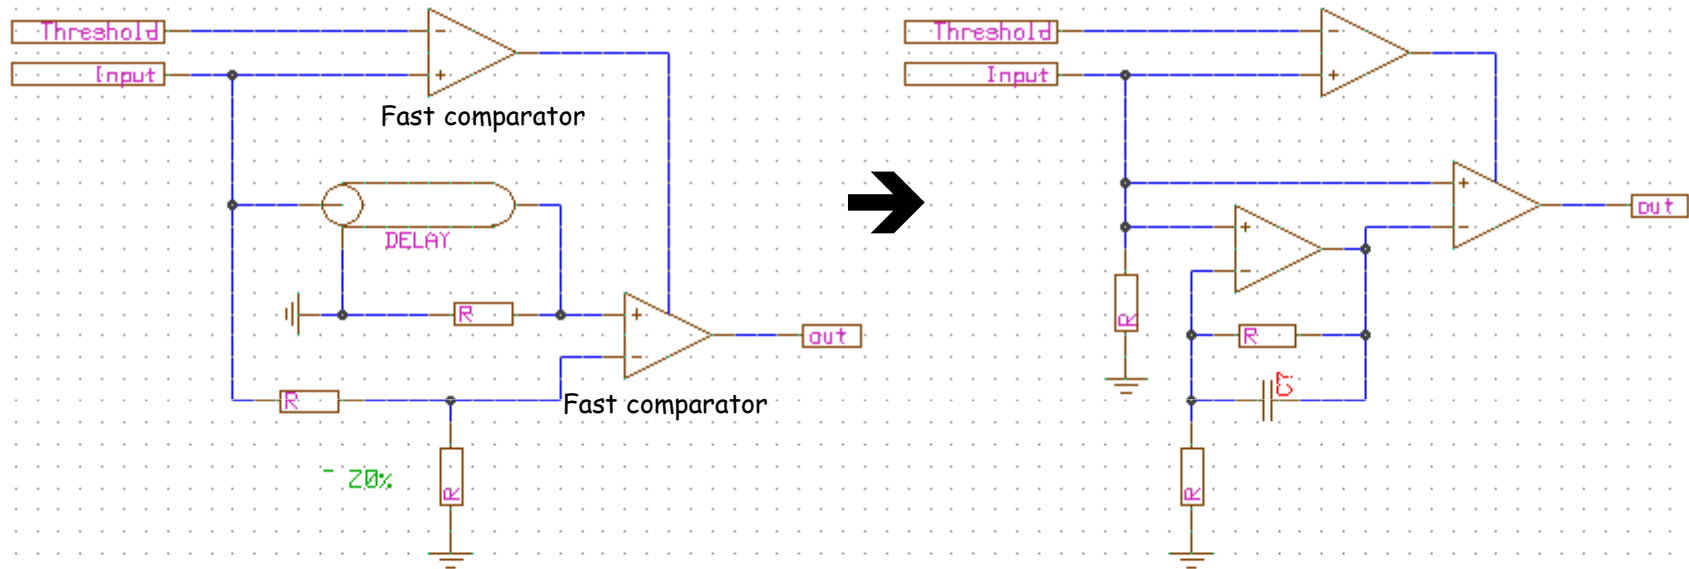 Threshold
Input
-
+
Fast comparator
DELAY
R
+
-
out
R
Fast comparator
- 20%
R
Threshold
Input
-
+
+
-
out
+
-
R
R
R